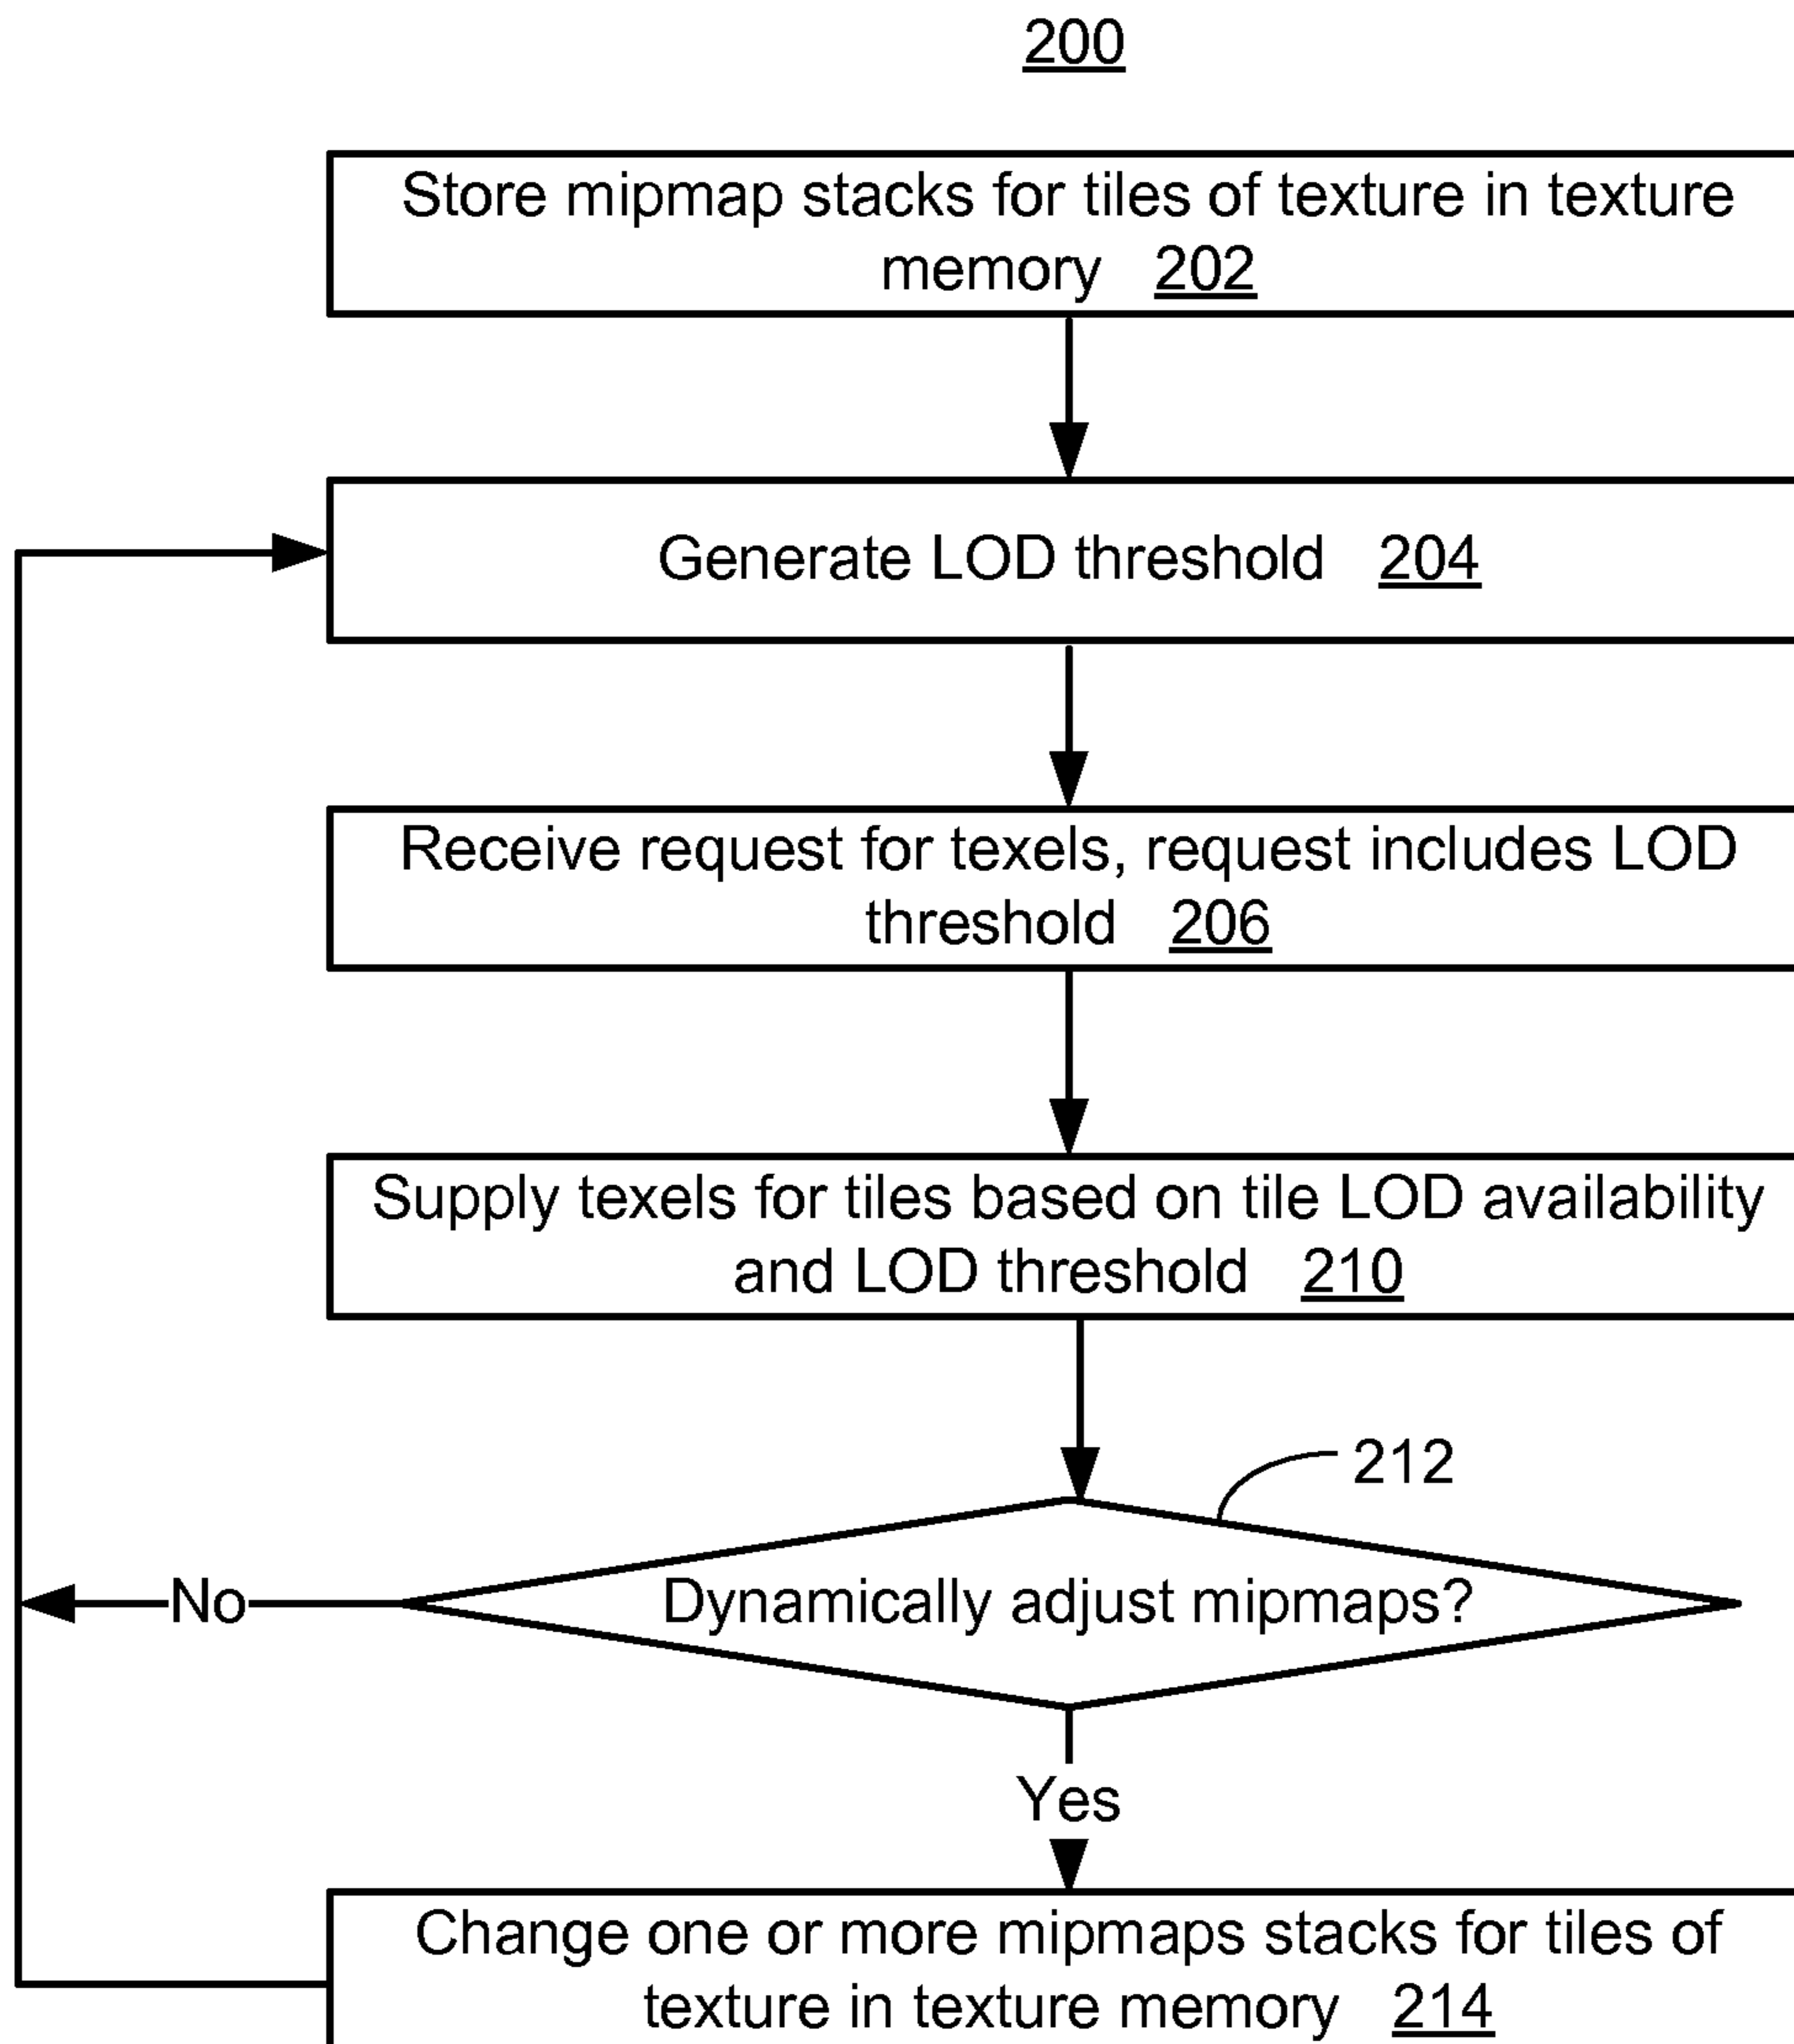 200
Store mipmap stacks for tiles of texture in texture
memory 202
Generate LOD threshold 204
Receive request for texels, request includes LOD
threshold 206
Supply texels for tiles based on tile LOD availability
and LOD threshold 210
212
Dynamically adjust mipmaps?
No
Yes
Change one or more mipmaps stacks for tiles of
texture in texture memory 214